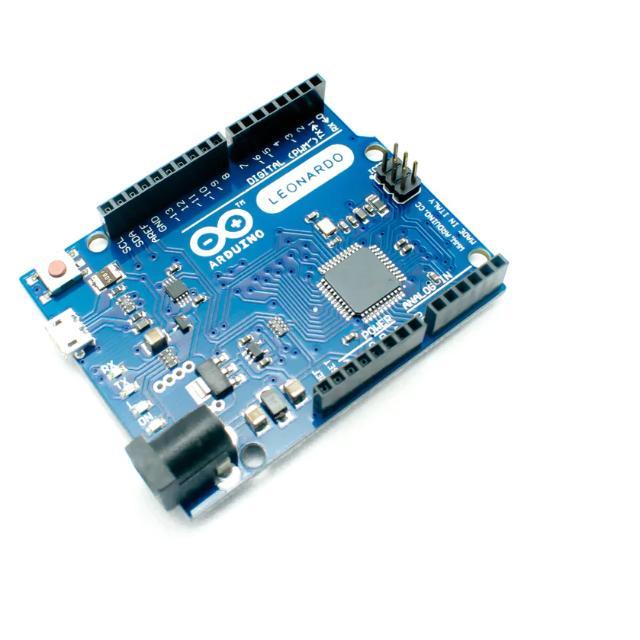 LEONARDO
ARDUINO
TM
DIGITAL (PWM~)
RX◄0
TX►1
2
~3
4
~5
~6
7
8
~9
~10
~11
12
~13
GND
AREF
SDA
SCL
WWW.ARDUINO.CC
MADE IN ITALY
ANALOG IN
POWER
RX
TX
ON